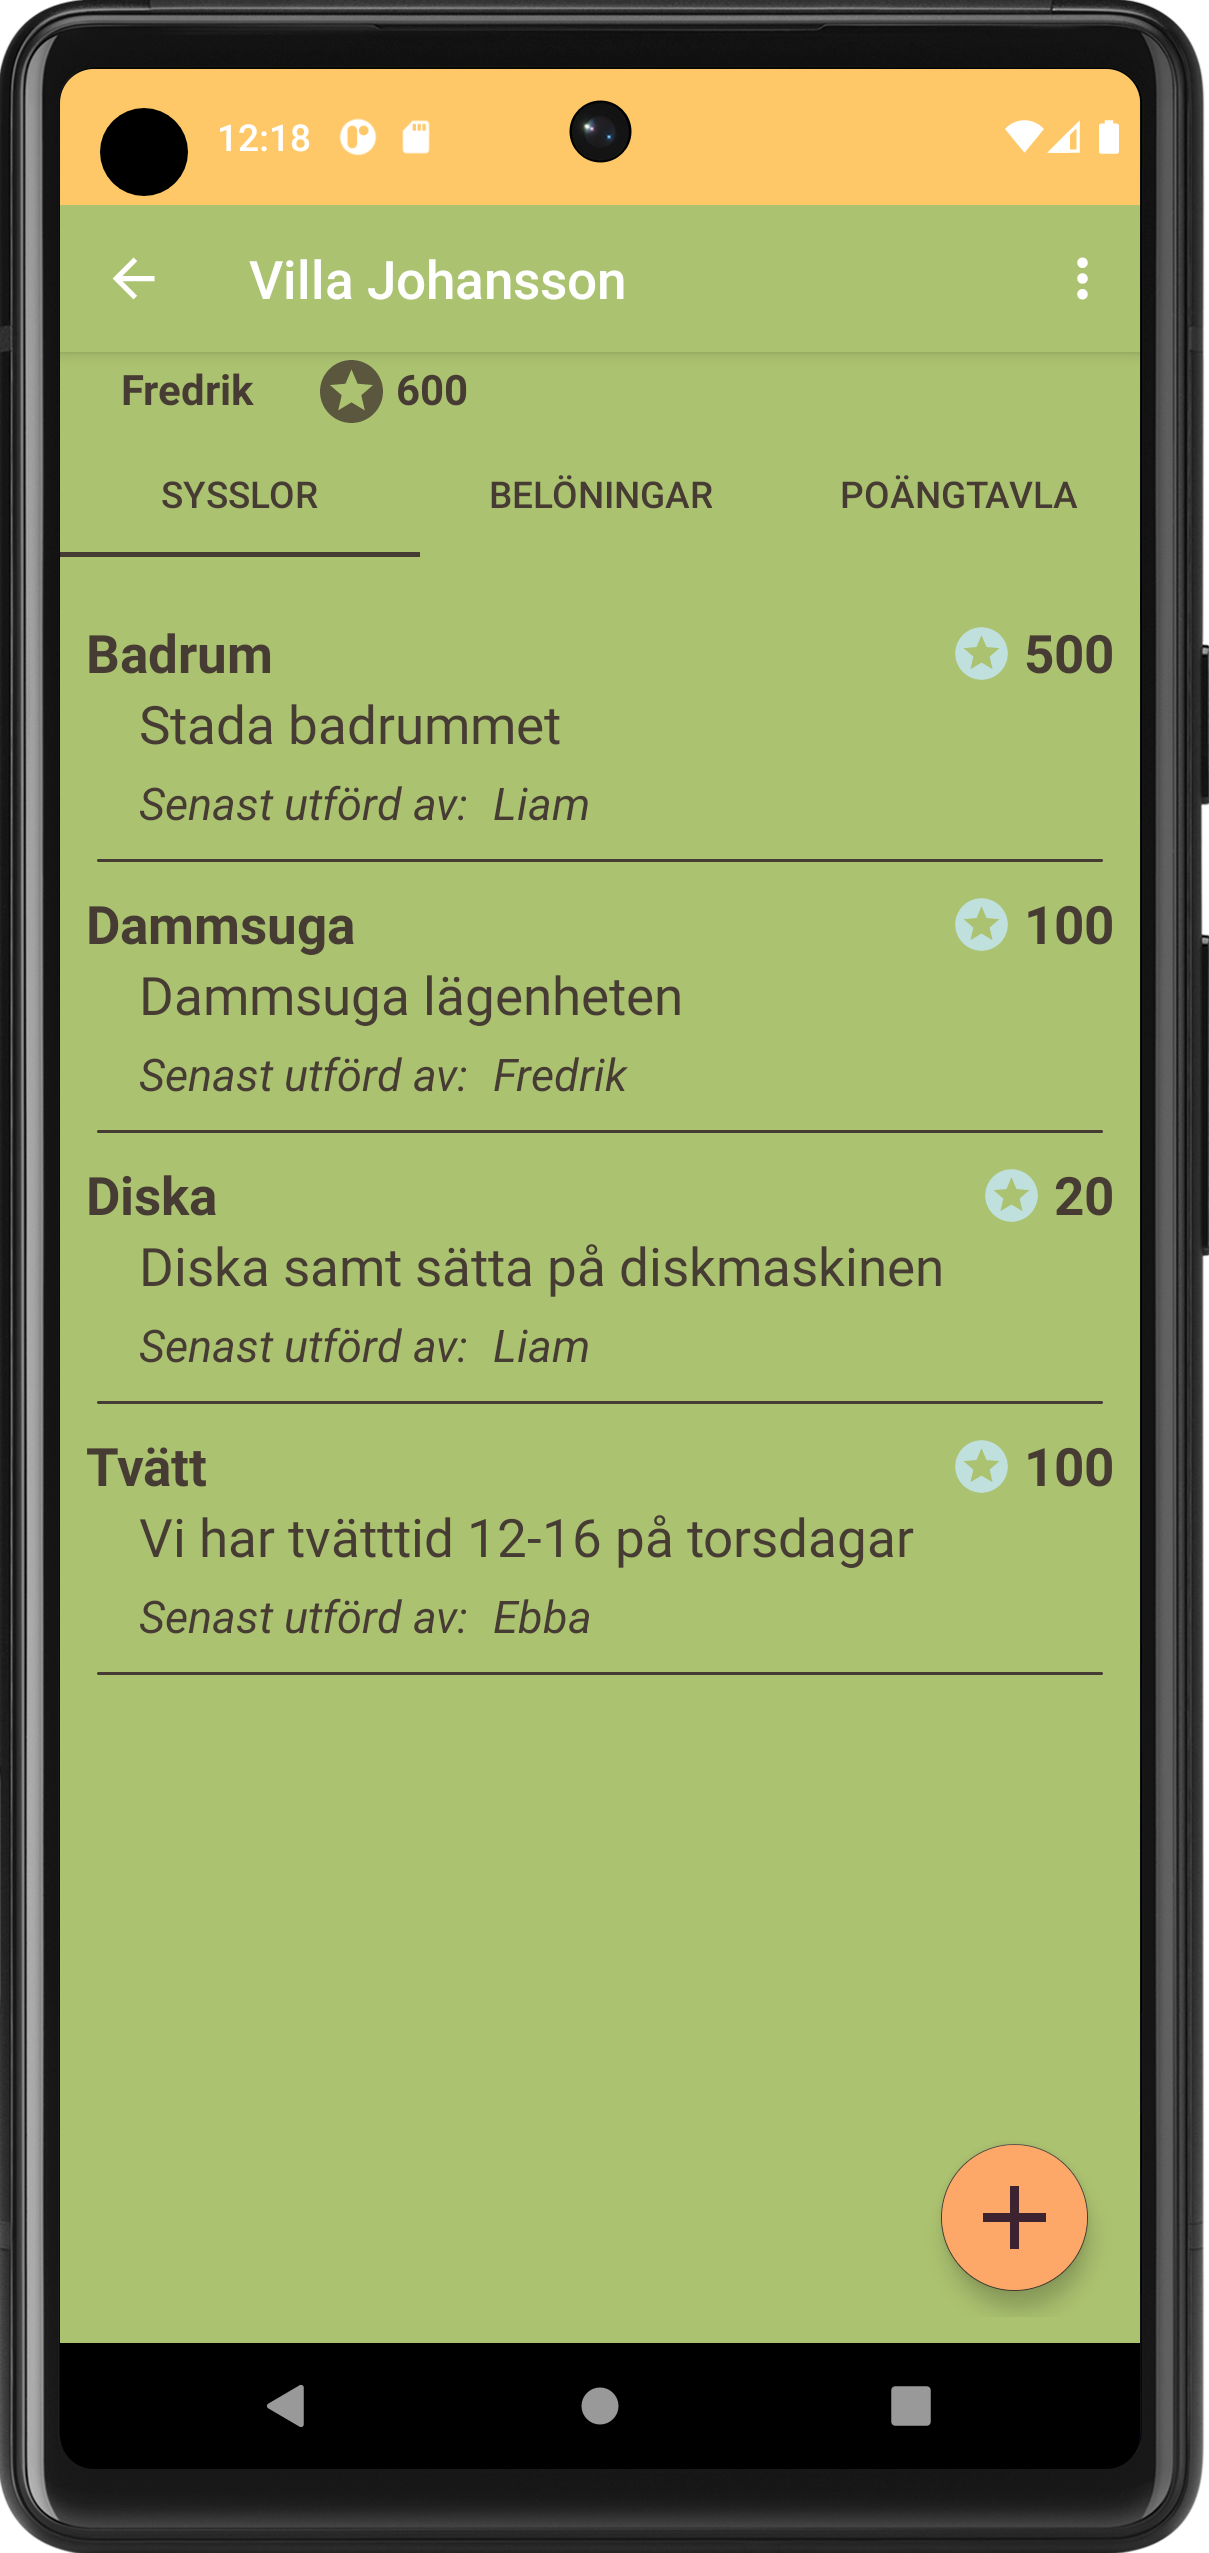 12:18
Villa Johansson
Fredrik 600
SYSSLOR BELÖNINGAR POÄNGTAVLA
Badrum 500
Stada badrummet
Senast utförd av: Liam
Dammsuga 100
Dammsuga lägenheten
Senast utförd av: Fredrik
Diska 20
Diska samt sätta på diskmaskinen
Senast utförd av: Liam
Tvätt 100
Vi har tvätttid 12-16 på torsdagar
Senast utförd av: Ebba